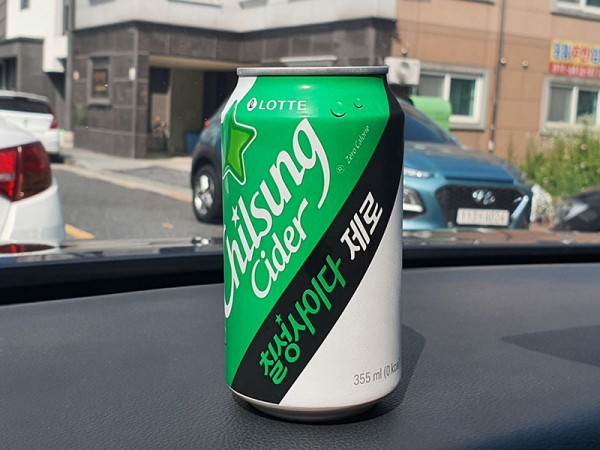 LOTTE
Chilsung
Cider
Zero Calorie
칠성사이다 제로
355 ml (0 kcal